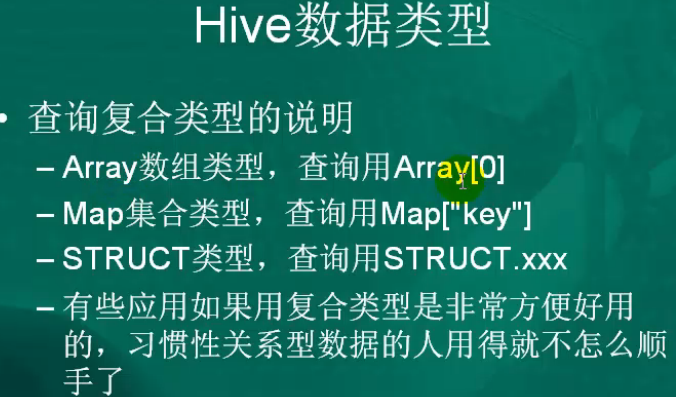 Hive数据类型
• 查询复合类型的说明
– Array数组类型，查询用Array[0]
– Map集合类型，查询用Map["key"]
– STRUCT类型，查询用STRUCT.xxx
– 有些应用如果用复合类型是非常方便好用
的，习惯性关系型数据的人用得就不怎么顺
手了